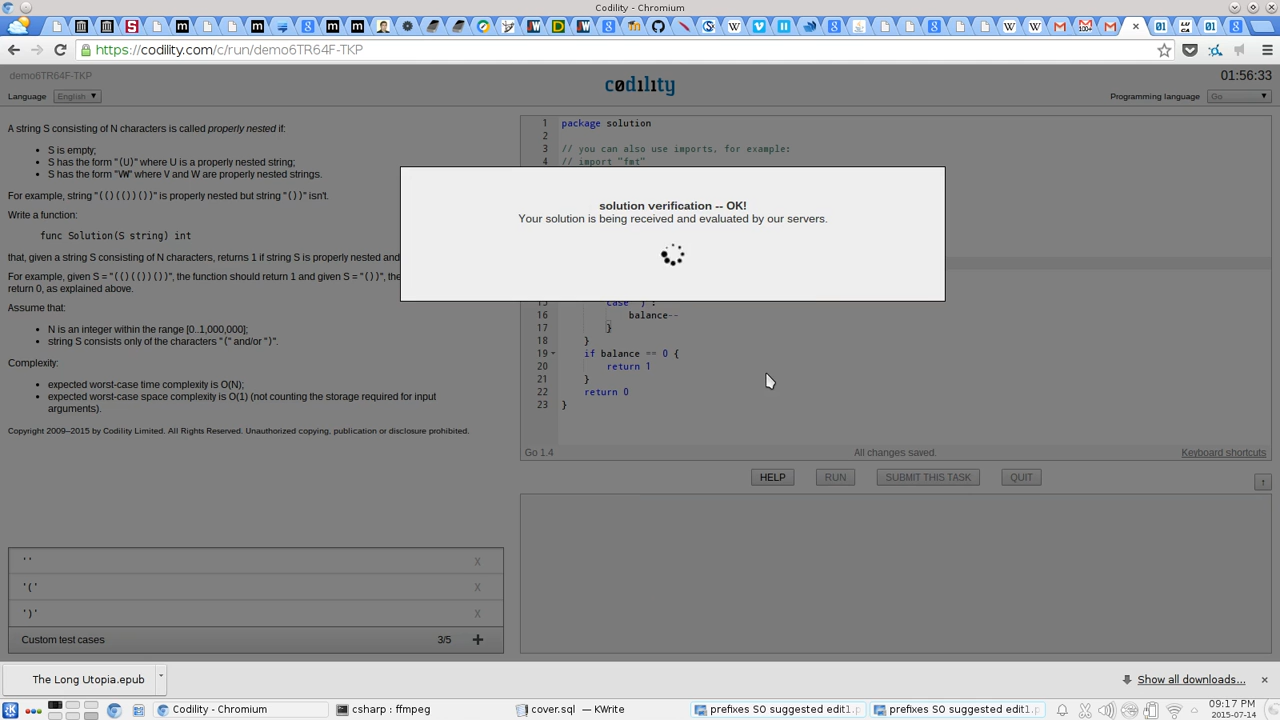 Codility - Chromium
https://codility.com/c/run/demo6TR64F-TKP
demo6TR64F-TKP
codility
01:56:33
Language
English
Programming language
Go
A string S consisting of N characters is called properly nested if:
S is empty;
S has the form "(U)" where U is a properly nested string;
S has the form "VW" where V and W are properly nested strings.
For example, string "(()(())())" is properly nested but string "())" isn't.
Write a function:
func Solution(S string) int
that, given a string S consisting of N characters, returns 1 if string S is properly nested and
For example, given S = "(()(())())", the function should return 1 and given S = "())", the
return 0, as explained above.
Assume that:
N is an integer within the range [0..1,000,000];
string S consists only of the characters "(" and/or ")".
Complexity:
expected worst-case time complexity is O(N);
expected worst-case space complexity is O(1) (not counting the storage required for input
arguments).
Copyright 2009–2015 by Codility Limited. All Rights Reserved. Unauthorized copying, publication or disclosure prohibited.
1 package solution
2
3 // you can also use imports, for example:
4 // import "fmt"
solution verification -- OK!
Your solution is being received and evaluated by our servers.
15 case ')':
16 balance--
17 }
18 }
19 if balance == 0 {
20 return 1
21 }
22 return 0
23 }
Go 1.4
All changes saved.
Keyboard shortcuts
HELP
RUN
SUBMIT THIS TASK
QUIT
↑
'' X
'(' X
')' X
Custom test cases 3/5 +
The Long Utopia.epub
Show all downloads...
Codility - Chromium
csharp : ffmpeg
cover.sql — KWrite
prefixes SO suggested edit1.p
prefixes SO suggested edit1.p
09:17 PM
2015-07-14